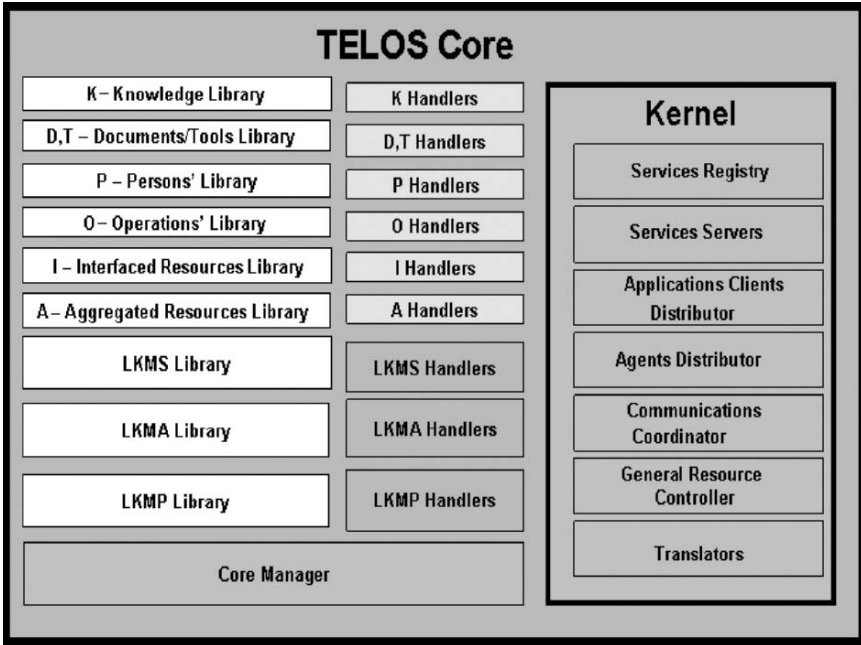 TELOS Core
K – Knowledge Library
D,T – Documents/Tools Library
P – Persons' Library
O – Operations' Library
I – Interfaced Resources Library
A – Aggregated Resources Library
LKMS Library
LKMA Library
LKMP Library
K Handlers
D,T Handlers
P Handlers
O Handlers
I Handlers
A Handlers
LKMS Handlers
LKMA Handlers
LKMP Handlers
Core Manager
Kernel
Services Registry
Services Servers
Applications Clients
Distributor
Agents Distributor
Communications
Coordinator
General Resource
Controller
Translators